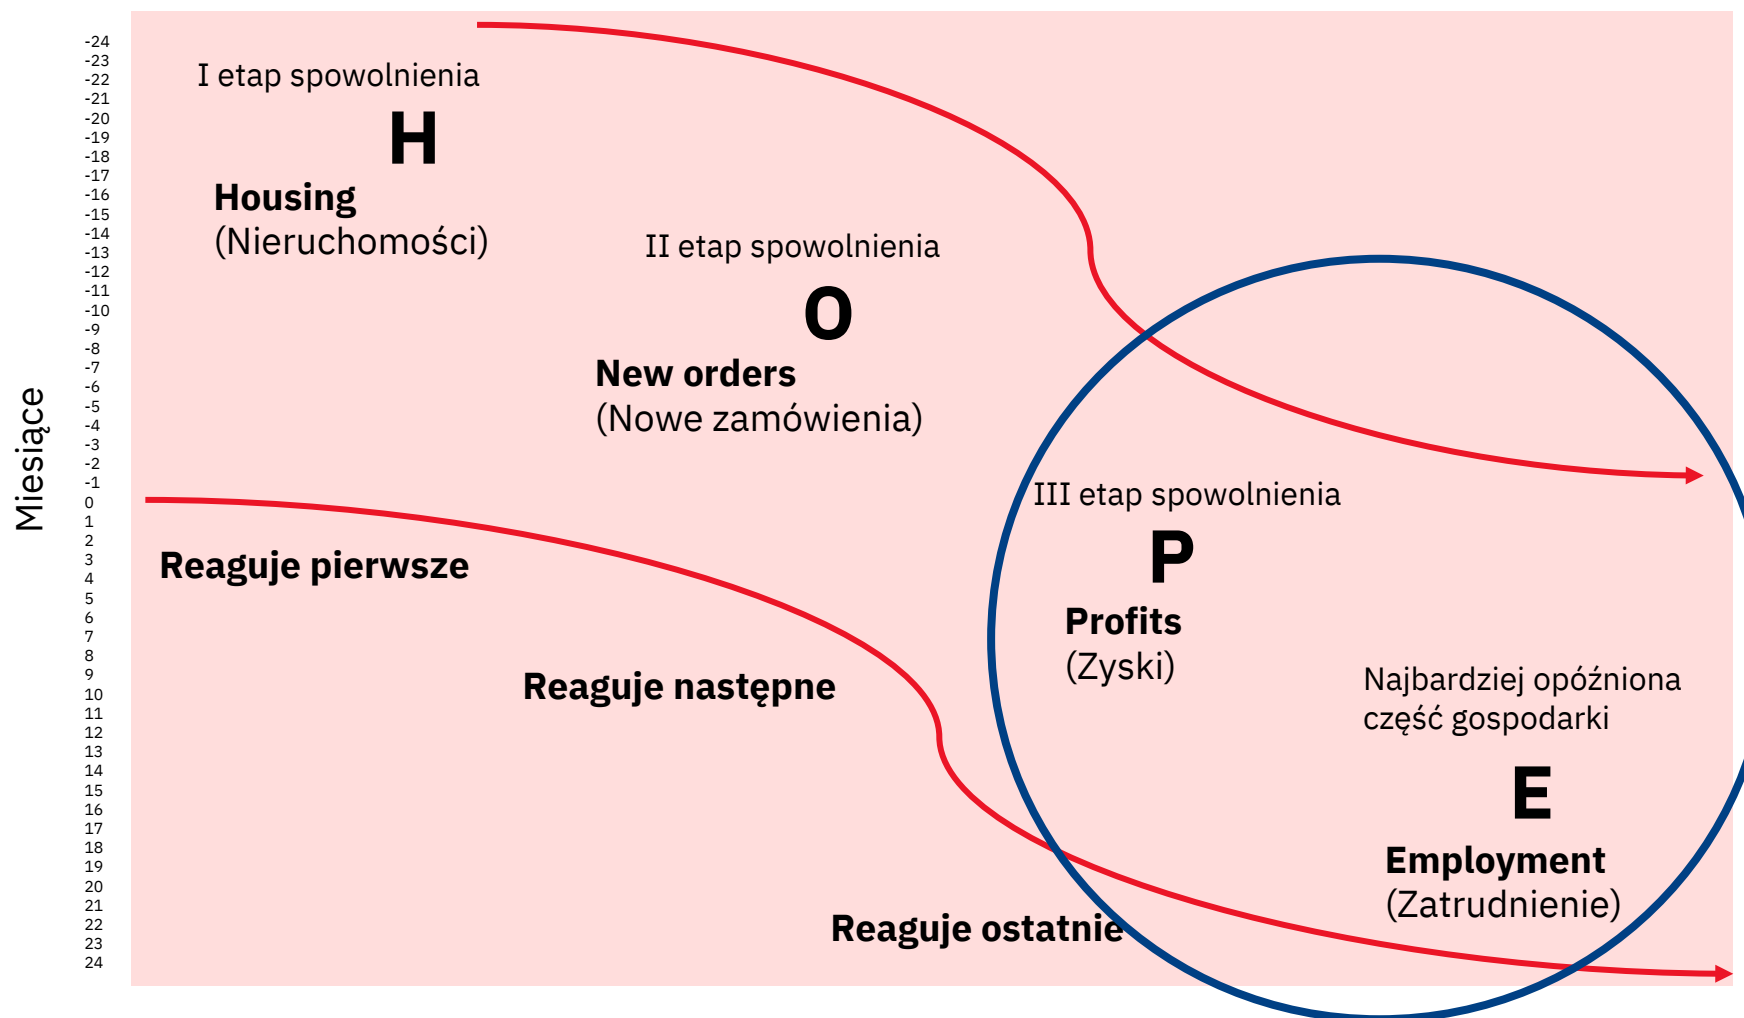 Miesiące
-24
-23
-22
-21
-20
-19
-18
-17
-16
-15
-14
-13
-12
-11
-10
-9
-8
-7
-6
-5
-4
-3
-2
-1
0
1
2
3
4
5
6
7
8
9
10
11
12
13
14
15
16
17
18
19
20
21
22
23
24
I etap spowolnienia
H
Housing
(Nieruchomości)
II etap spowolnienia
O
New orders
(Nowe zamówienia)
III etap spowolnienia
P
Profits
(Zyski)
Najbardziej opóźniona
część gospodarki
E
Employment
(Zatrudnienie)
Reaguje pierwsze
Reaguje następne
Reaguje ostatnie